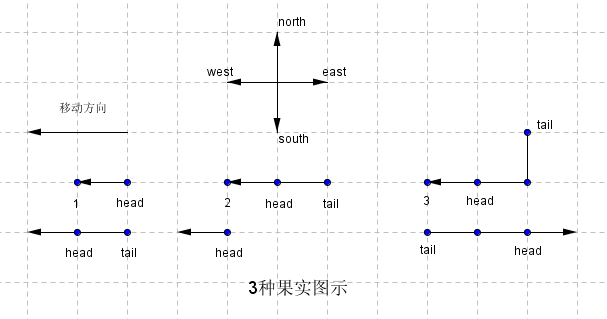 north
west
east
移动方向
south
tail
1
head
2
head
tail
3
head
head
tail
head
tail
head
3种果实图示